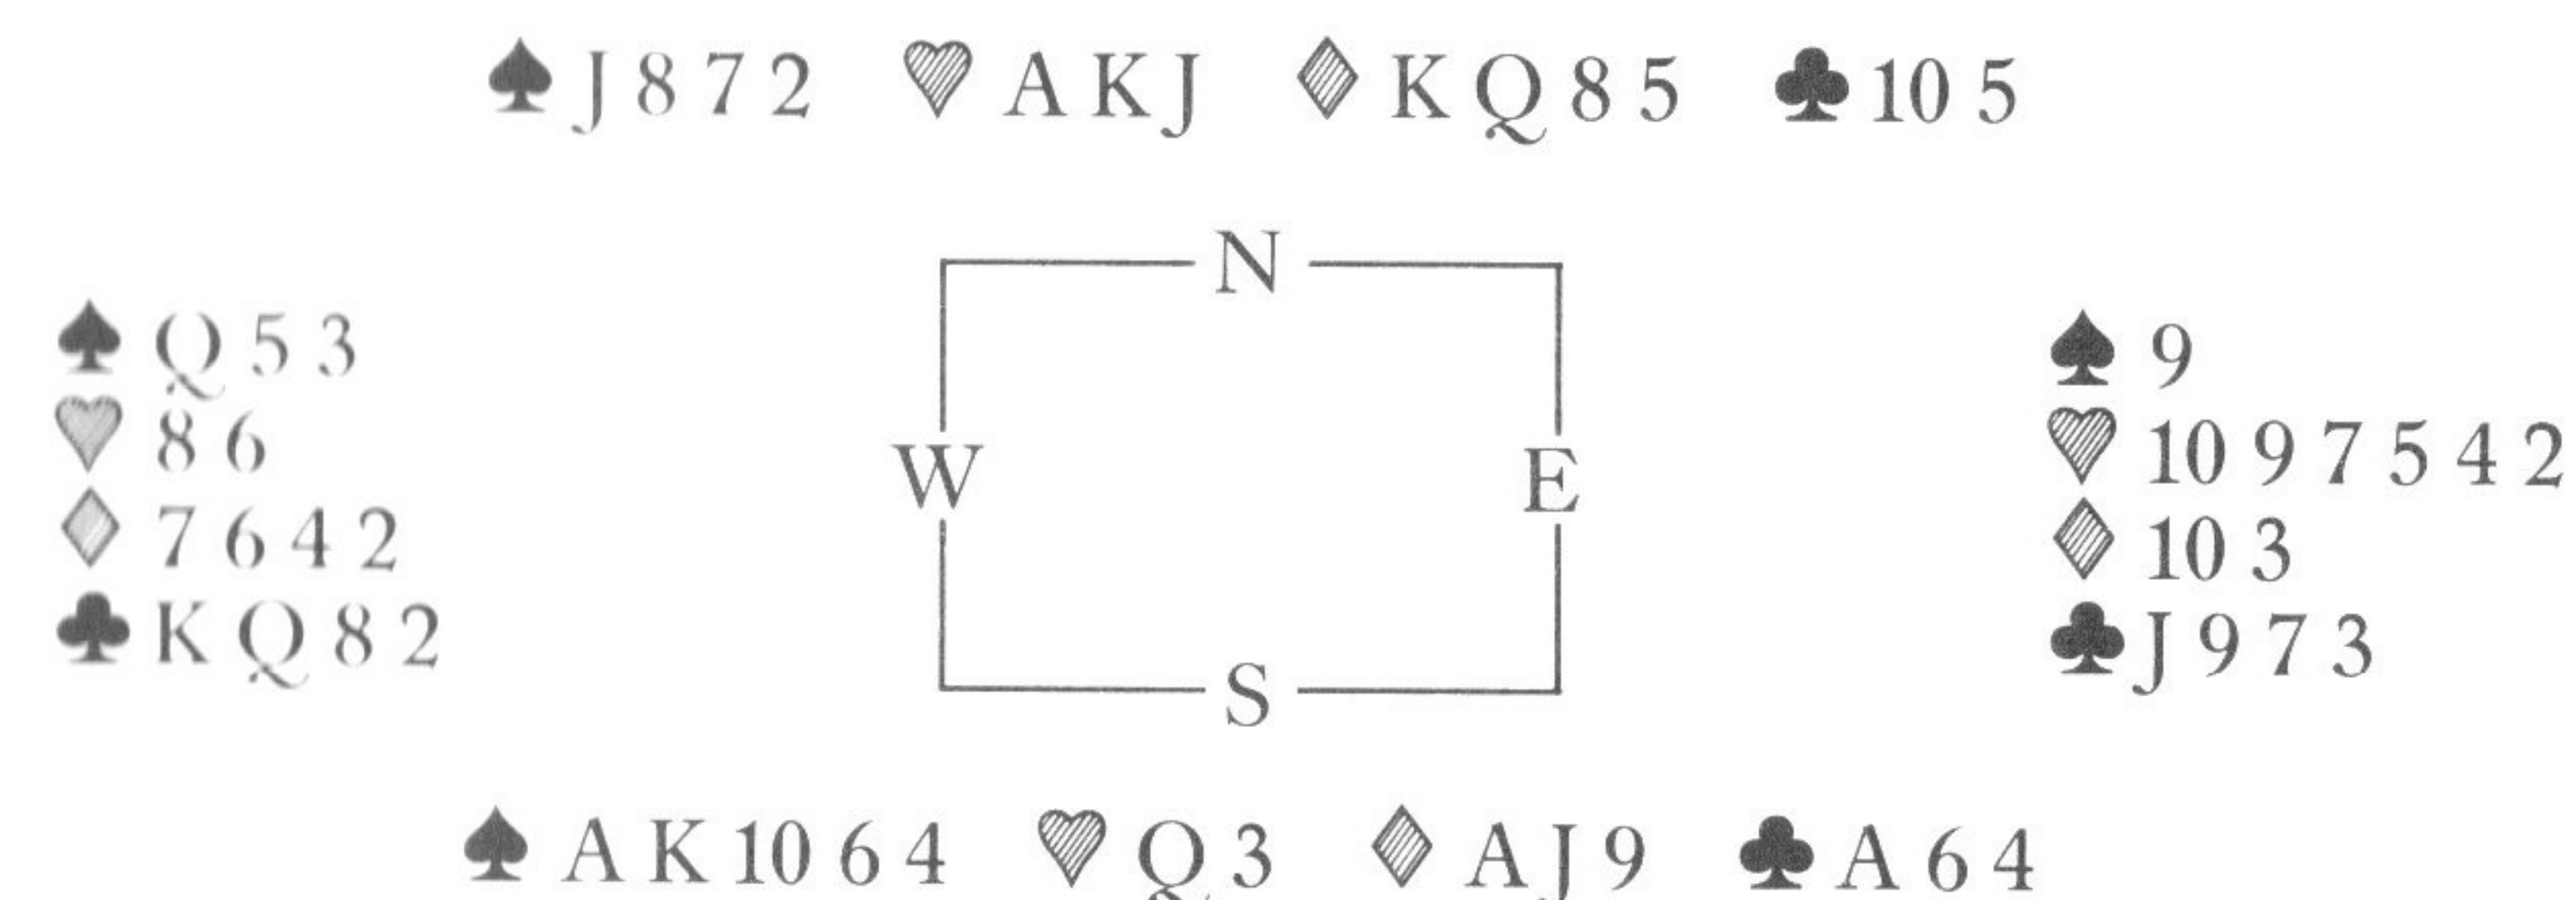 ♠ J 8 7 2 ♥ A K J ♦ K Q 8 5 ♣ 10 5
N
♠ Q 5 3
♥ 8 6
♦ 7 6 4 2
♣ K Q 8 2
W
E
♠ 9
♥ 10 9 7 5 4 2
♦ 10 3
♣ J 9 7 3
S
♠ A K 10 6 4 ♥ Q 3 ♦ A J 9 ♣ A 6 4